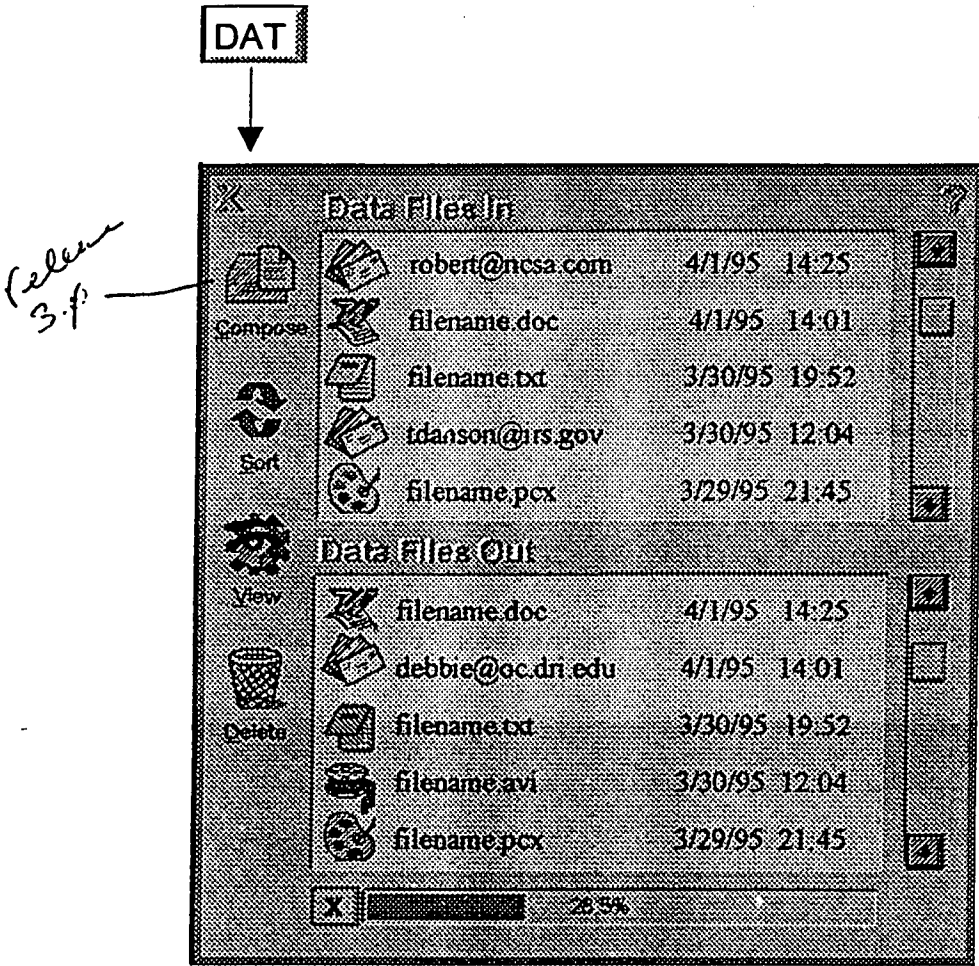 DAT
X
?
Data Files In
Compose
robert@ncsa.com 4/1/95 14:25
filename.doc 4/1/95 14:01
filename.txt 3/30/95 19:52
tdanson@irs.gov 3/30/95 12:04
filename.pcx 3/29/95 21:45
Sort
View
Delete
Data Files Out
filename.doc 4/1/95 14:25
debbie@oc.dri.edu 4/1/95 14:01
filename.txt 3/30/95 19:52
filename.avi 3/30/95 12:04
filename.pcx 3/29/95 21:45
X 28.5%